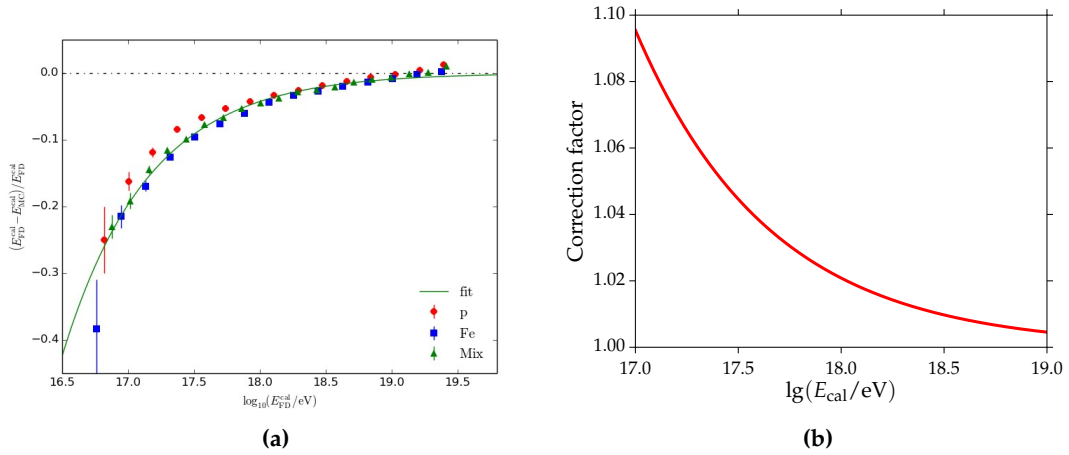 0.0
−0.1
−0.2
−0.3
−0.4
(E_FD^cal − E_MC^cal)/E_FD^cal
fit
p
Fe
Mix
16.5 17.0 17.5 18.0 18.5 19.0 19.5
log₁₀(E_FD^cal/eV)
(a)
1.10
1.08
1.06
1.04
1.02
1.00
Correction factor
17.0 17.5 18.0 18.5 19.0
lg(E_cal/eV)
(b)